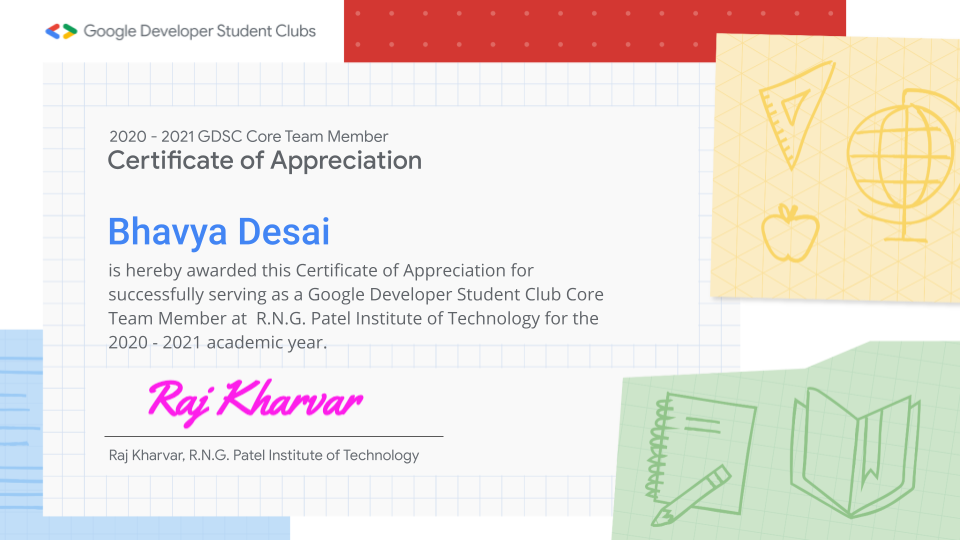 Google Developer Student Clubs
2020 - 2021 GDSC Core Team Member
Certificate of Appreciation
Bhavya Desai
is hereby awarded this Certificate of Appreciation for
successfully serving as a Google Developer Student Club Core
Team Member at  R.N.G. Patel Institute of Technology for the
2020 - 2021 academic year.
Raj Kharvar
Raj Kharvar, R.N.G. Patel Institute of Technology